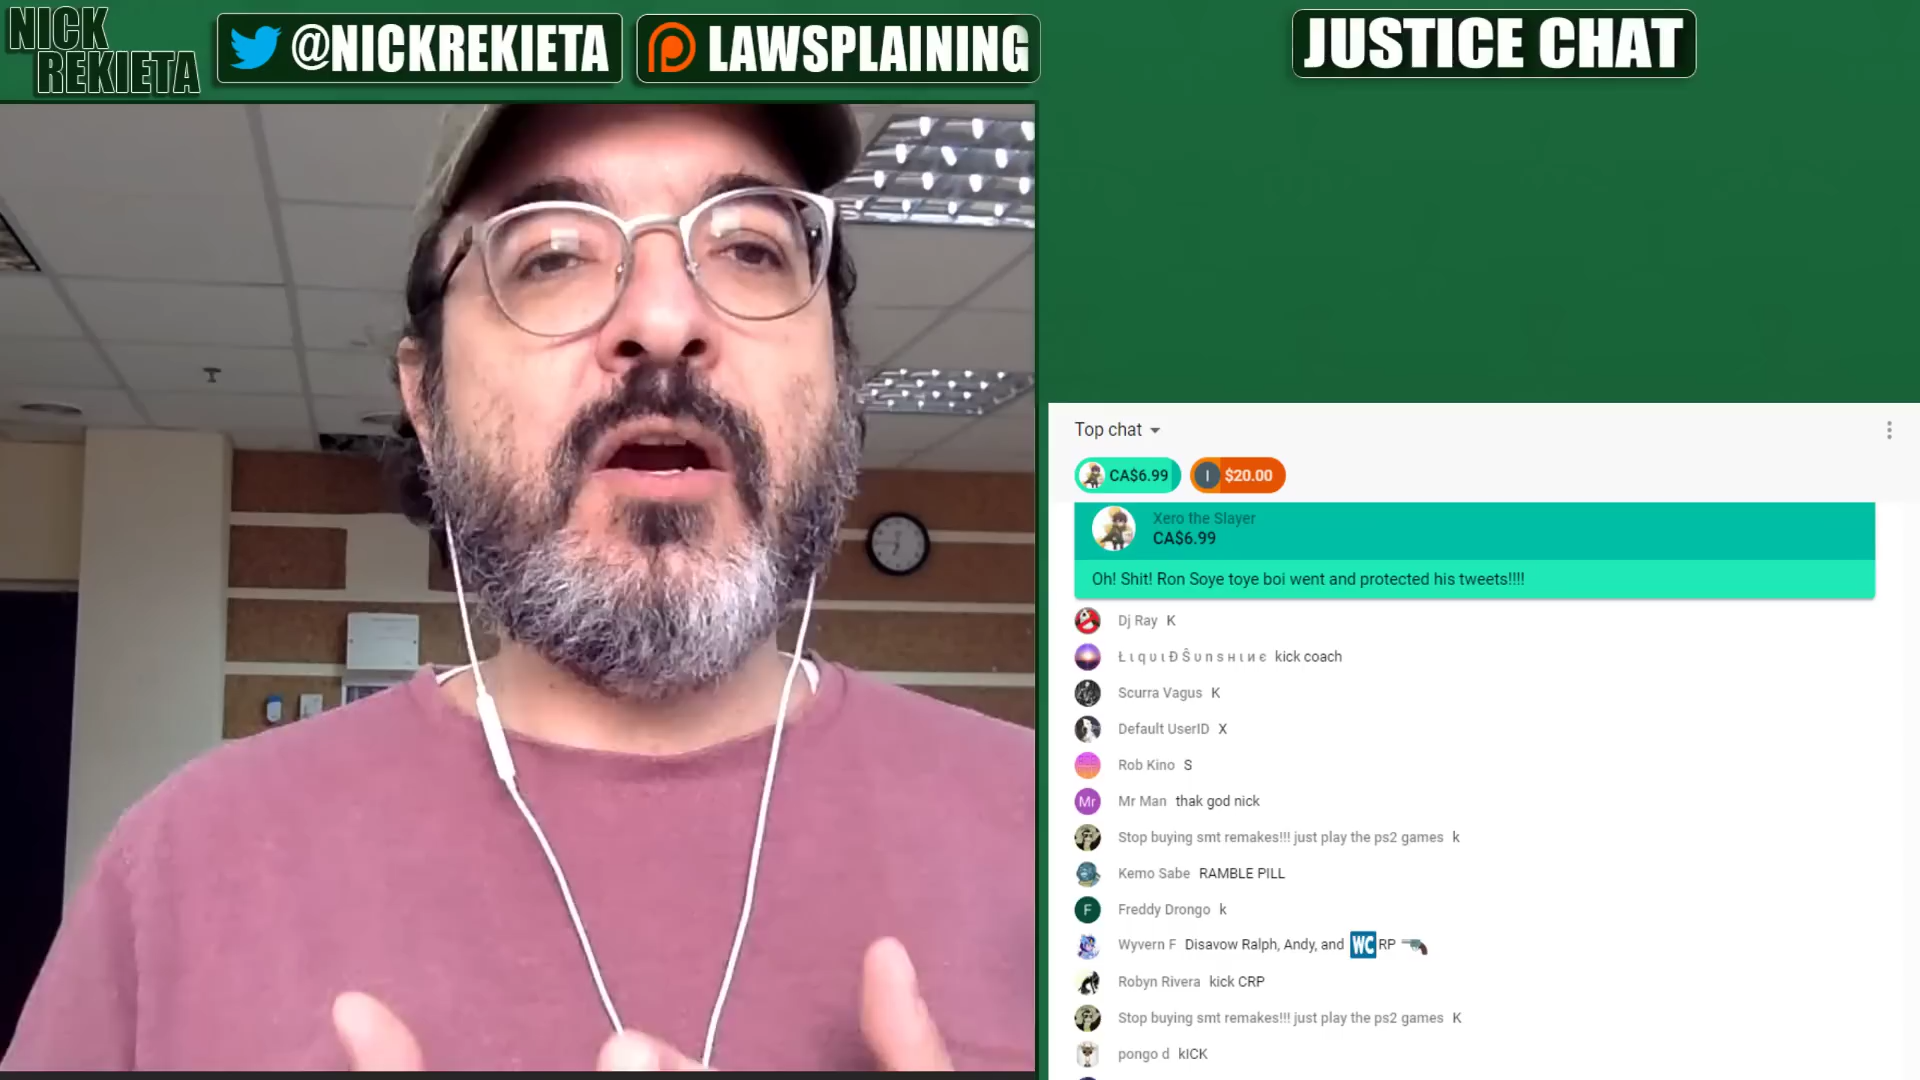 NICK
REKIETA
@NICKREKIETA
LAWSPLAINING
JUSTICE CHAT
Top chat
CA$6.99
I $20.00
Xero the Slayer
CA$6.99
Oh! Shit! Ron Soye toye boi went and protected his tweets!!!!
Dj Ray K
Ł ι q υ ι Đ Ŝ υ n s н ι и є kick coach
Scurra Vagus K
Default UserID X
Rob Kino S
Mr Mr Man thak god nick
Stop buying smt remakes!!! just play the ps2 games k
Kemo Sabe RAMBLE PILL
F Freddy Drongo k
Wyvern F Disavow Ralph, Andy, and WC RP
Robyn Rivera kick CRP
Stop buying smt remakes!!! just play the ps2 games K
pongo d kICK